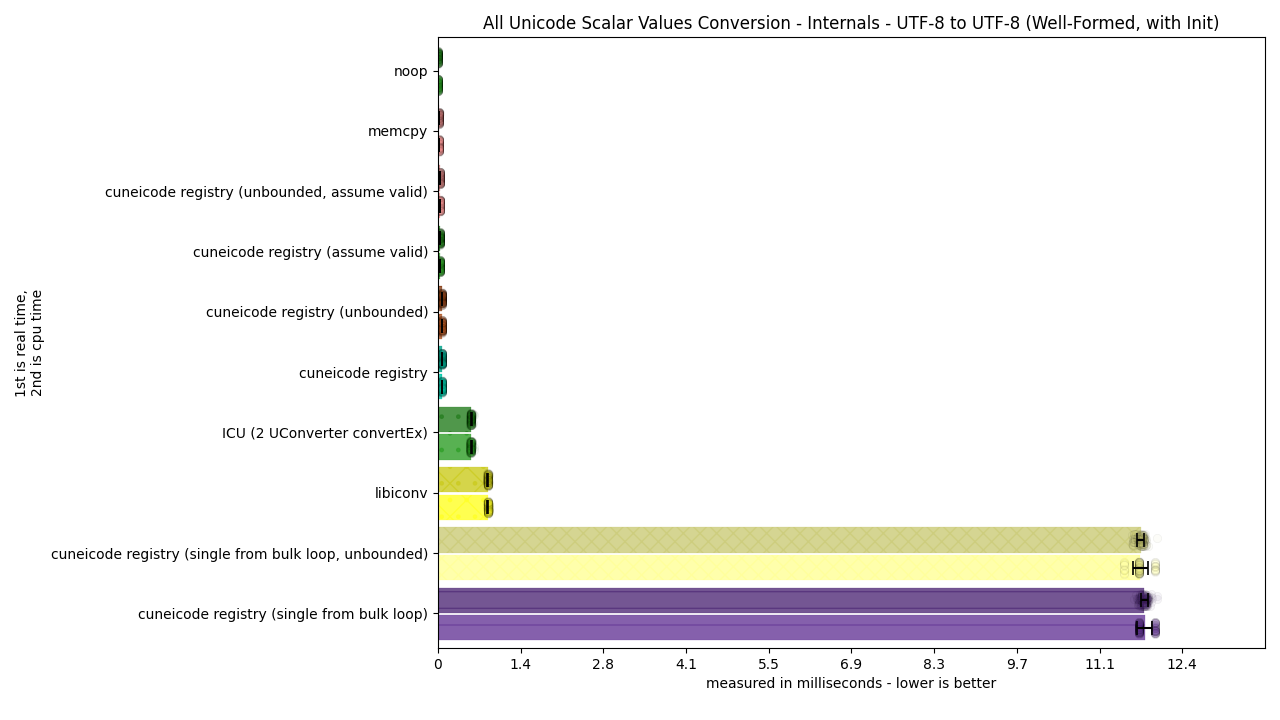 All Unicode Scalar Values Conversion - Internals - UTF-8 to UTF-8 (Well-Formed, with Init)
1st is real time,
2nd is cpu time
noop
memcpy
cuneicode registry (unbounded, assume valid)
cuneicode registry (assume valid)
cuneicode registry (unbounded)
cuneicode registry
ICU (2 UConverter convertEx)
libiconv
cuneicode registry (single from bulk loop, unbounded)
cuneicode registry (single from bulk loop)
0 1.4 2.8 4.1 5.5 6.9 8.3 9.7 11.1 12.4
measured in milliseconds - lower is better